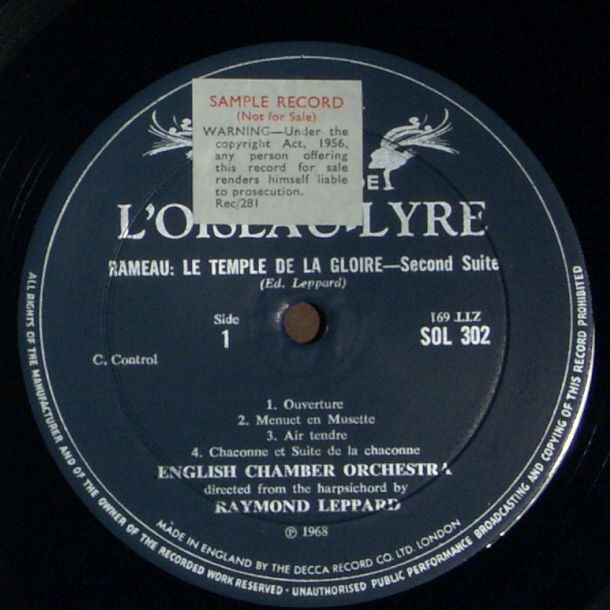 SAMPLE RECORD
(Not for Sale)
WARNING—Under the
copyright Act, 1956,
any person offering
this record for sale
renders himself liable
to prosecution.
Rec/281
DE
L'OISEAU-LYRE
RAMEAU: LE TEMPLE DE LA GLOIRE—Second Suite
(Ed. Leppard)
Side
1
ZTT 691
SOL 302
C. Control
1. Ouverture
2. Menuet en Musette
3. Air tendre
4. Chaconne et Suite de la chaconne
ENGLISH CHAMBER ORCHESTRA
directed from the harpsichord by
RAYMOND LEPPARD
℗ 1968
MADE IN ENGLAND BY THE DECCA RECORD CO. LTD. LONDON
ALL RIGHTS OF THE MANUFACTURER AND OF THE OWNER OF THE RECORDED WORK RESERVED · UNAUTHORISED PUBLIC PERFORMANCE BROADCASTING AND COPYING OF THIS RECORD PROHIBITED